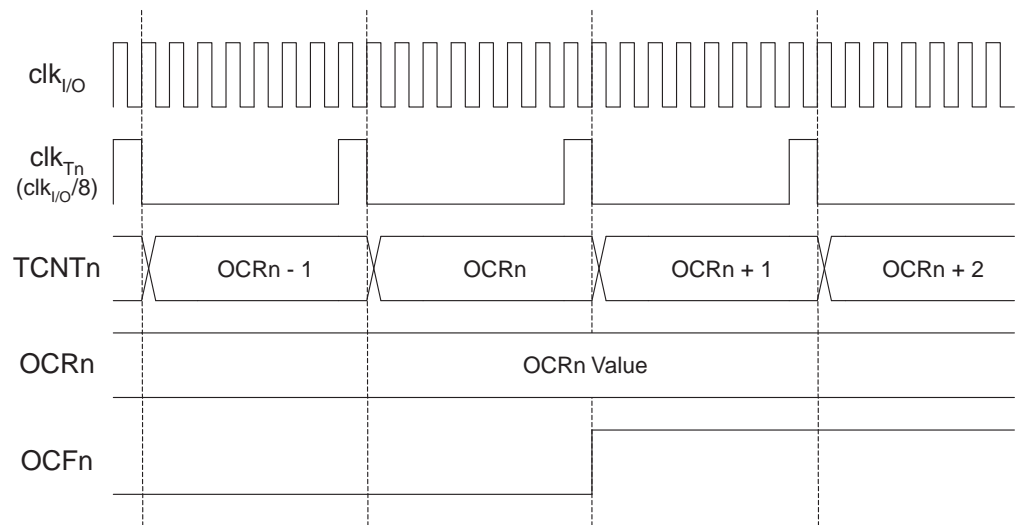 clkI/O
clkTn
(clkI/O/8)
TCNTn OCRn - 1 OCRn OCRn + 1 OCRn + 2
OCRn OCRn Value
OCFn